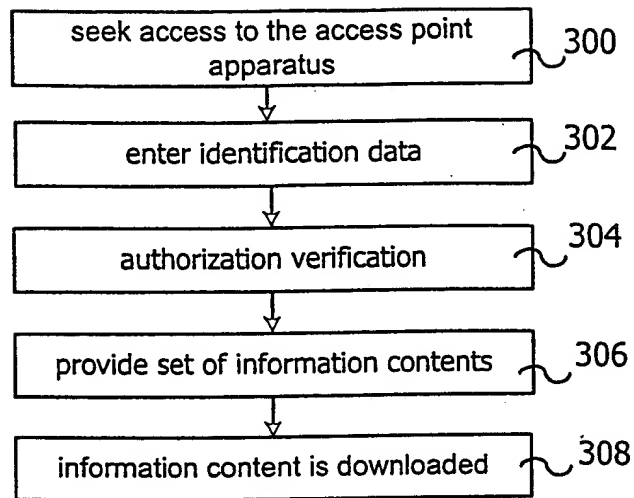 seek access to the access point
apparatus
300
enter identification data
302
authorization verification
304
provide set of information contents
306
information content is downloaded
308